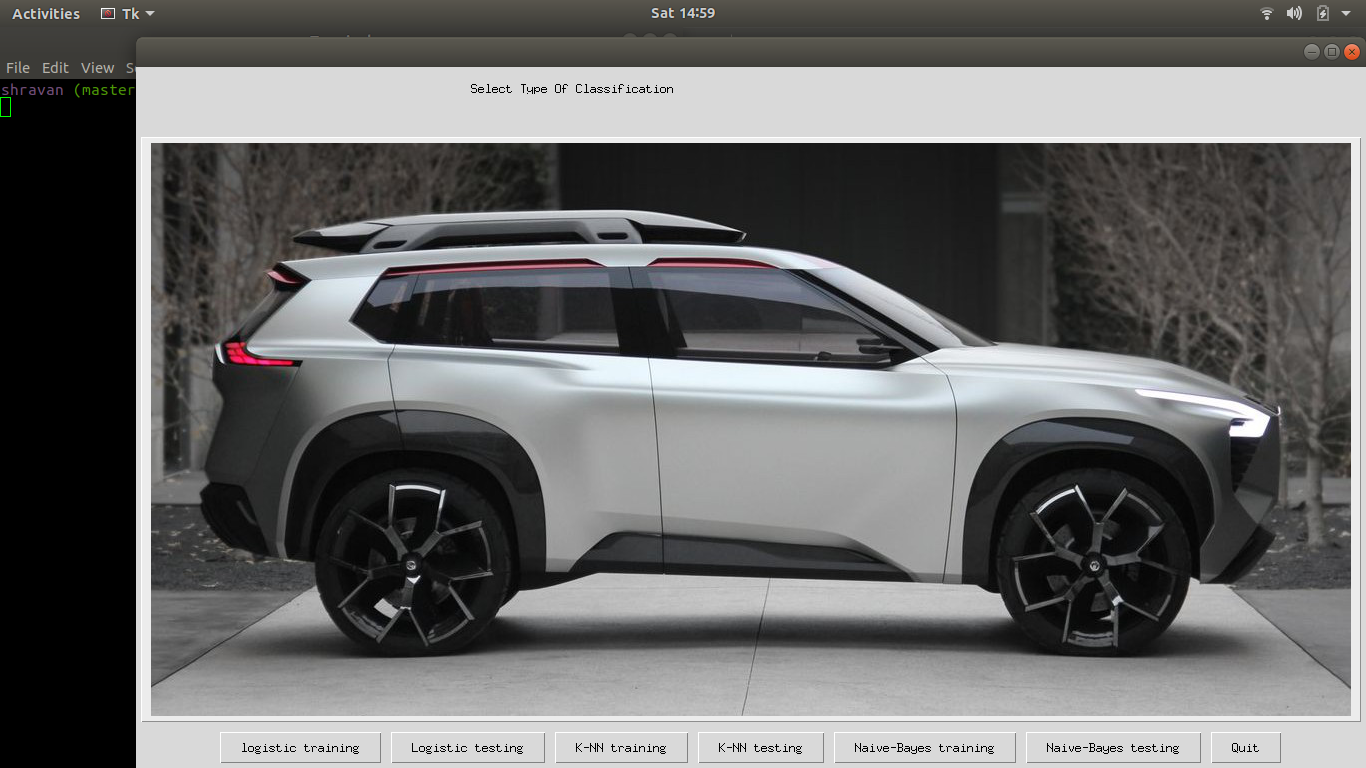 Activities Tk Sat 14:59
File Edit View
shravan (master
Select Type Of Classification
logistic training Logistic testing K-NN training K-NN testing Naive-Bayes training Naive-Bayes testing Quit